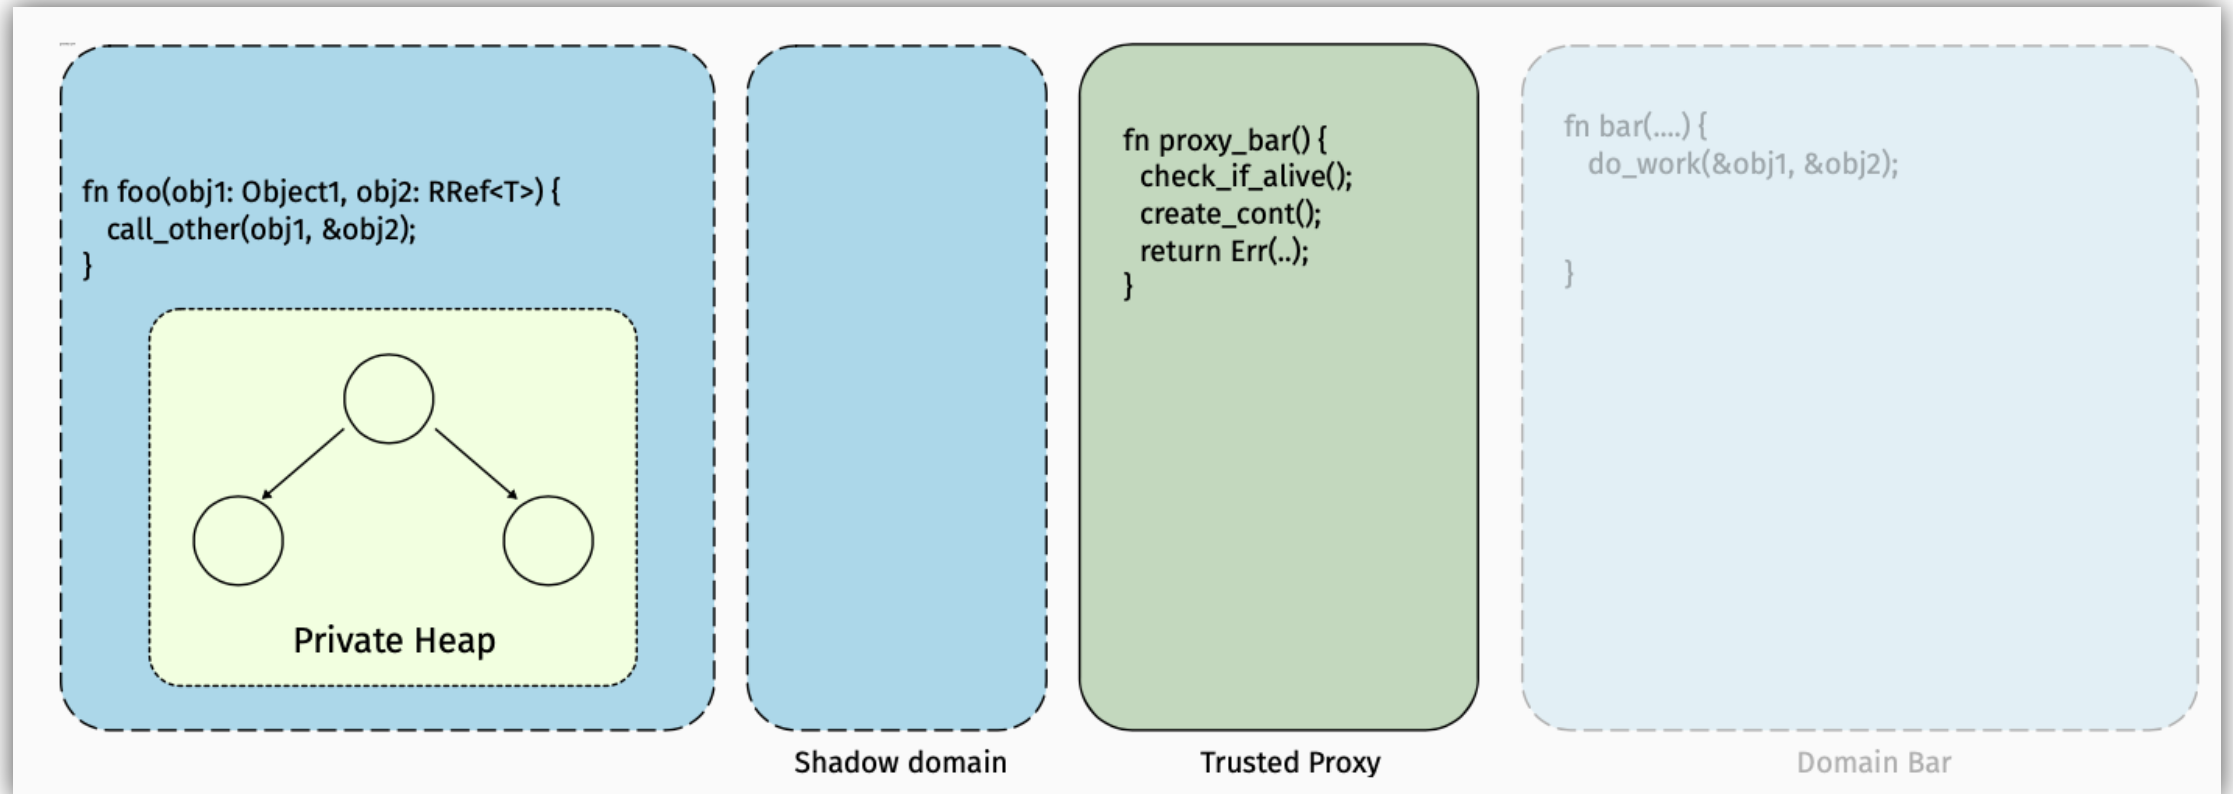 fn foo(obj1: Object1, obj2: RRef<T>) {
call_other(obj1, &obj2);
}
Private Heap
Shadow domain
fn proxy_bar() {
check_if_alive();
create_cont();
return Err(..);
}
Trusted Proxy
fn bar(....) {
do_work(&obj1, &obj2);
}
Domain Bar